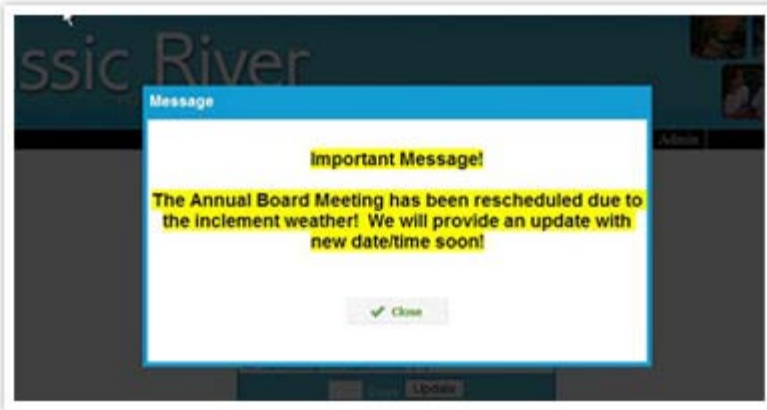 ssic River
Message
Admin
Important Message!
The Annual Board Meeting has been rescheduled due to
the inclement weather!  We will provide an update with
new date/time soon!
Close
Update